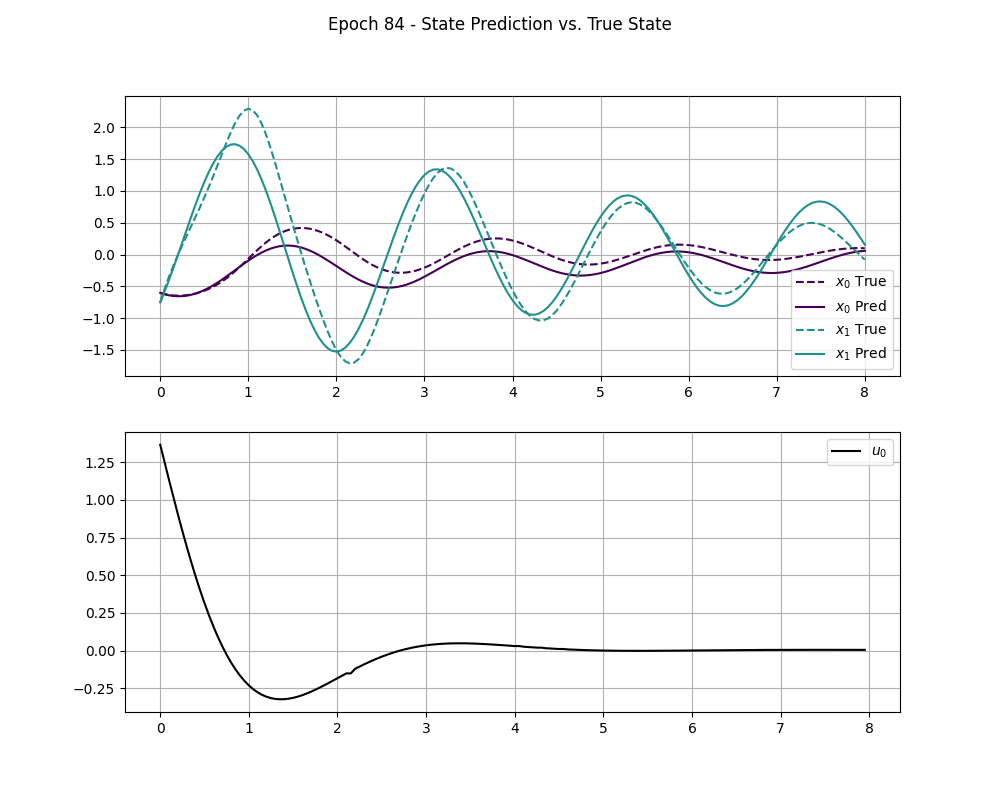 Epoch 84 - State Prediction vs. True State
2.0
1.5
1.0
0.5
0.0
−0.5
−1.0
−1.5
x₀ True
x₀ Pred
x₁ True
x₁ Pred
0 1 2 3 4 5 6 7 8
1.25
1.00
0.75
0.50
0.25
0.00
−0.25
u₀
0 1 2 3 4 5 6 7 8